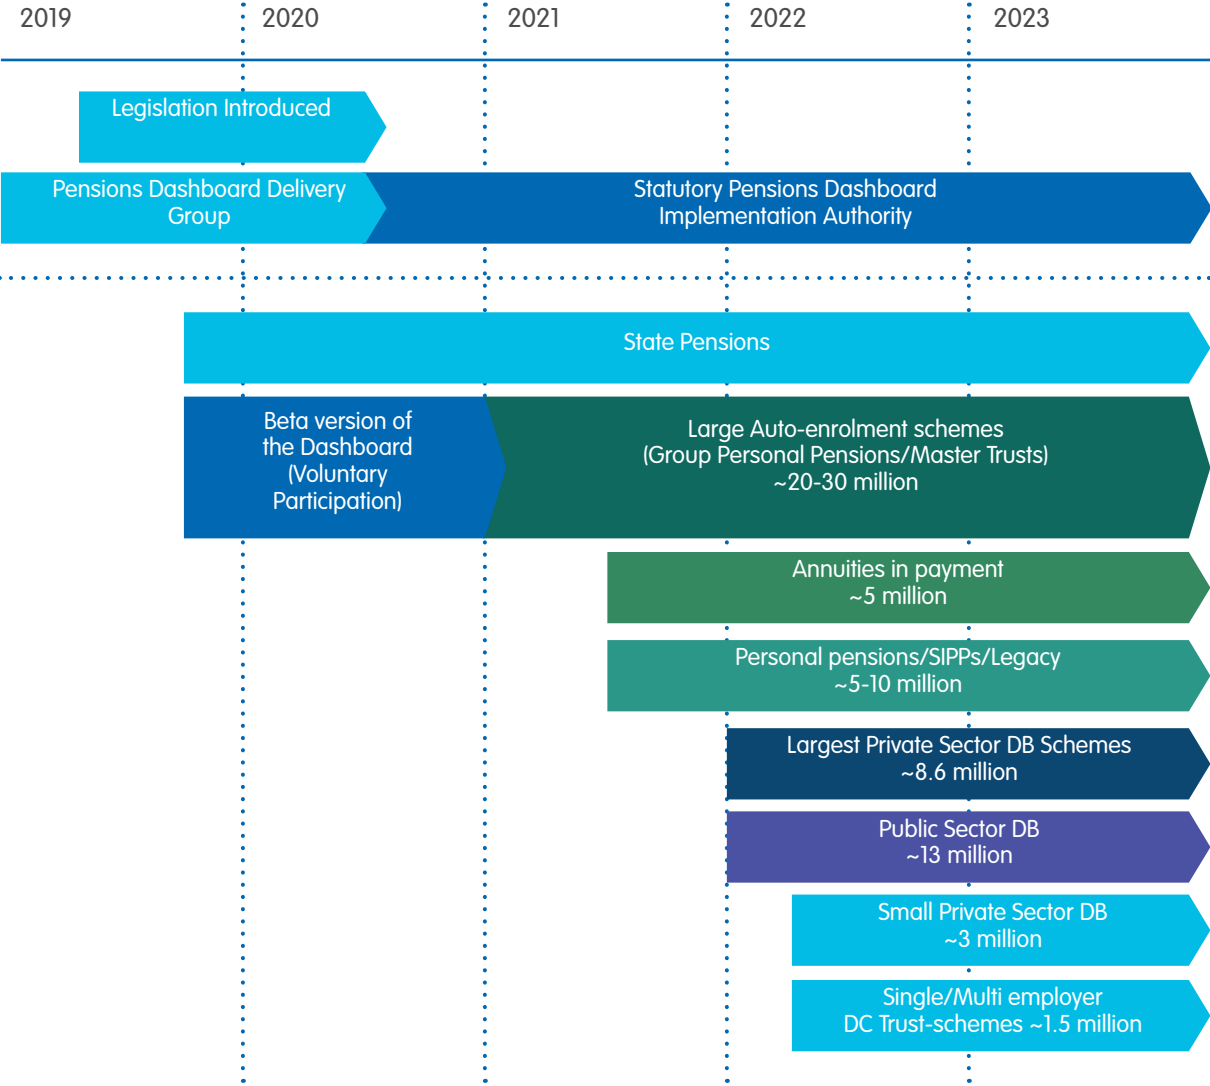 2019
2020
2021
2022
2023
Legislation Introduced
Pensions Dashboard Delivery
Group
Statutory Pensions Dashboard
Implementation Authority
State Pensions
Beta version of
the Dashboard
(Voluntary
Participation)
Large Auto-enrolment schemes
(Group Personal Pensions/Master Trusts)
~20-30 million
Annuities in payment
~5 million
Personal pensions/SIPPs/Legacy
~5-10 million
Largest Private Sector DB Schemes
~8.6 million
Public Sector DB
~13 million
Small Private Sector DB
~3 million
Single/Multi employer
DC Trust-schemes ~1.5 million